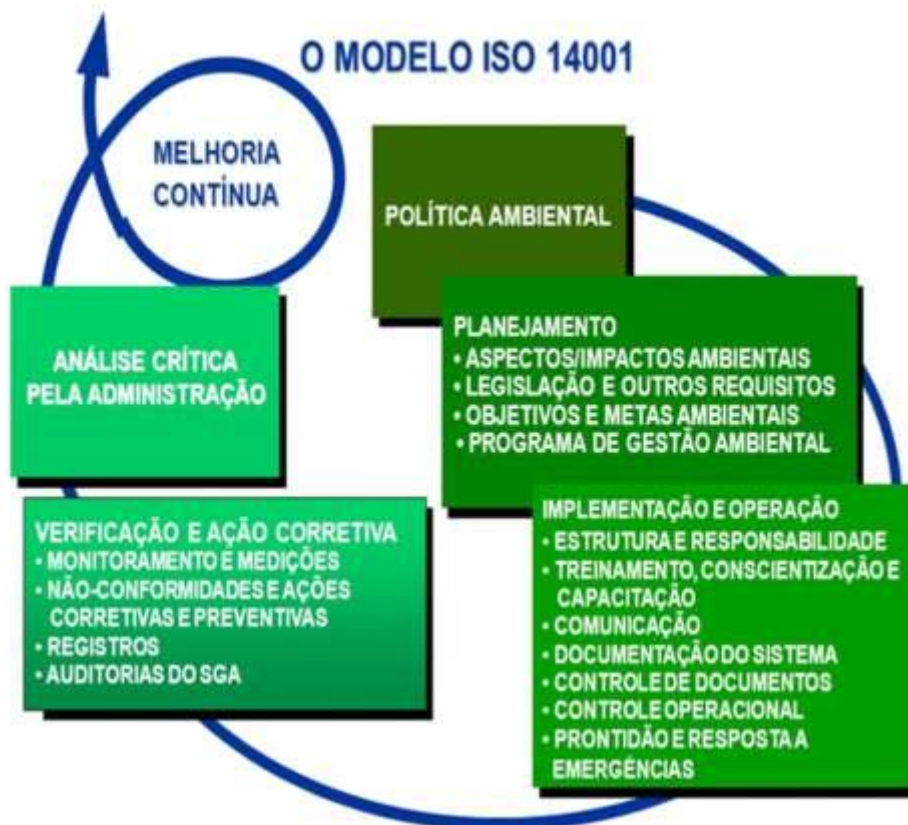 O MODELO ISO 14001
MELHORIA
CONTÍNUA
POLÍTICA AMBIENTAL
PLANEJAMENTO
• ASPECTOS/IMPACTOS AMBIENTAIS
• LEGISLAÇÃO E OUTROS REQUISITOS
• OBJETIVOS E METAS AMBIENTAIS
• PROGRAMA DE GESTÃO AMBIENTAL
IMPLEMENTAÇÃO E OPERAÇÃO
• ESTRUTURA E RESPONSABILIDADE
• TREINAMENTO, CONSCIENTIZAÇÃO E
CAPACITAÇÃO
• COMUNICAÇÃO
• DOCUMENTAÇÃO DO SISTEMA
• CONTROLE DE DOCUMENTOS
• CONTROLE OPERACIONAL
• PRONTIDÃO E RESPOSTA A
EMERGÊNCIAS
VERIFICAÇÃO E AÇÃO CORRETIVA
• MONITORAMENTO E MEDIÇÕES
• NÃO-CONFORMIDADES E AÇÕES
CORRETIVAS E PREVENTIVAS
• REGISTROS
• AUDITORIAS DO SGA
ANÁLISE CRÍTICA
PELA ADMINISTRAÇÃO